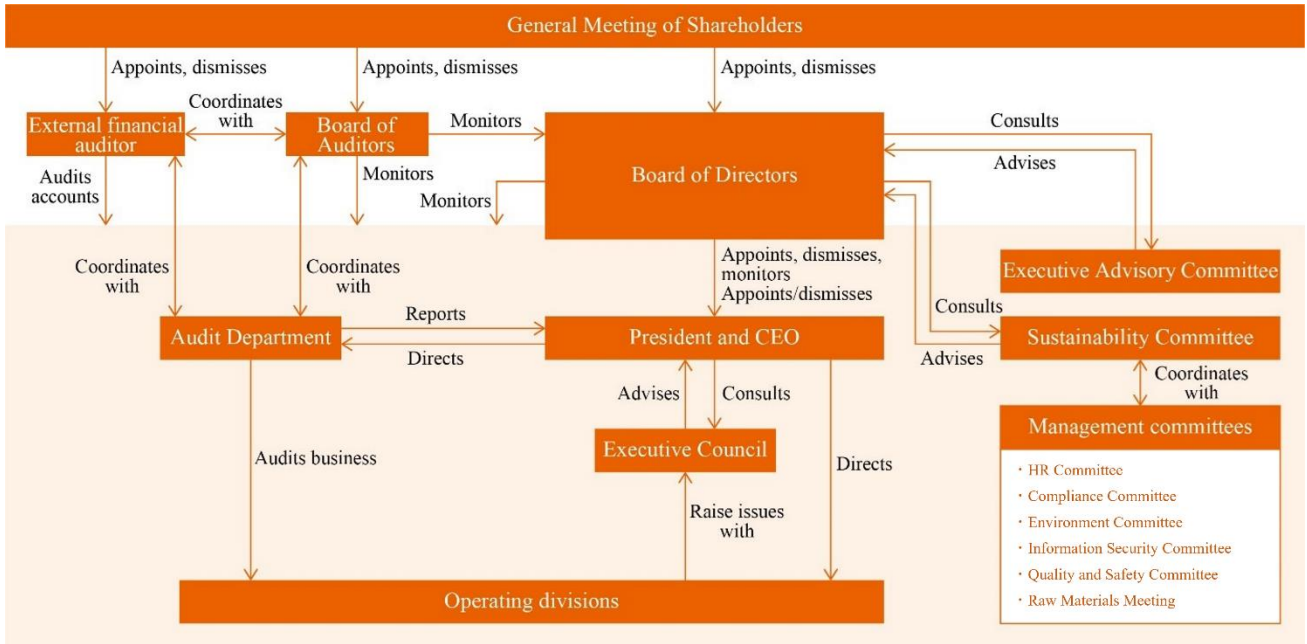 General Meeting of Shareholders
Appoints, dismisses
Appoints, dismisses
Appoints, dismisses
External financial
auditor
Coordinates
with
Board of
Auditors
Monitors
Board of Directors
Consults
Advises
Audits
accounts
Monitors
Monitors
Coordinates
with
Coordinates
with
Appoints, dismisses,
monitors
Appoints/dismisses
Executive Advisory Committee
Consults
Audit Department
Reports
Directs
President and CEO
Sustainability Committee
Advises
Coordinates
with
Advises
Consults
Executive Council
Management committees
・HR Committee
・Compliance Committee
・Environment Committee
・Information Security Committee
・Quality and Safety Committee
・Raw Materials Meeting
Audits business
Directs
Raise issues
with
Operating divisions